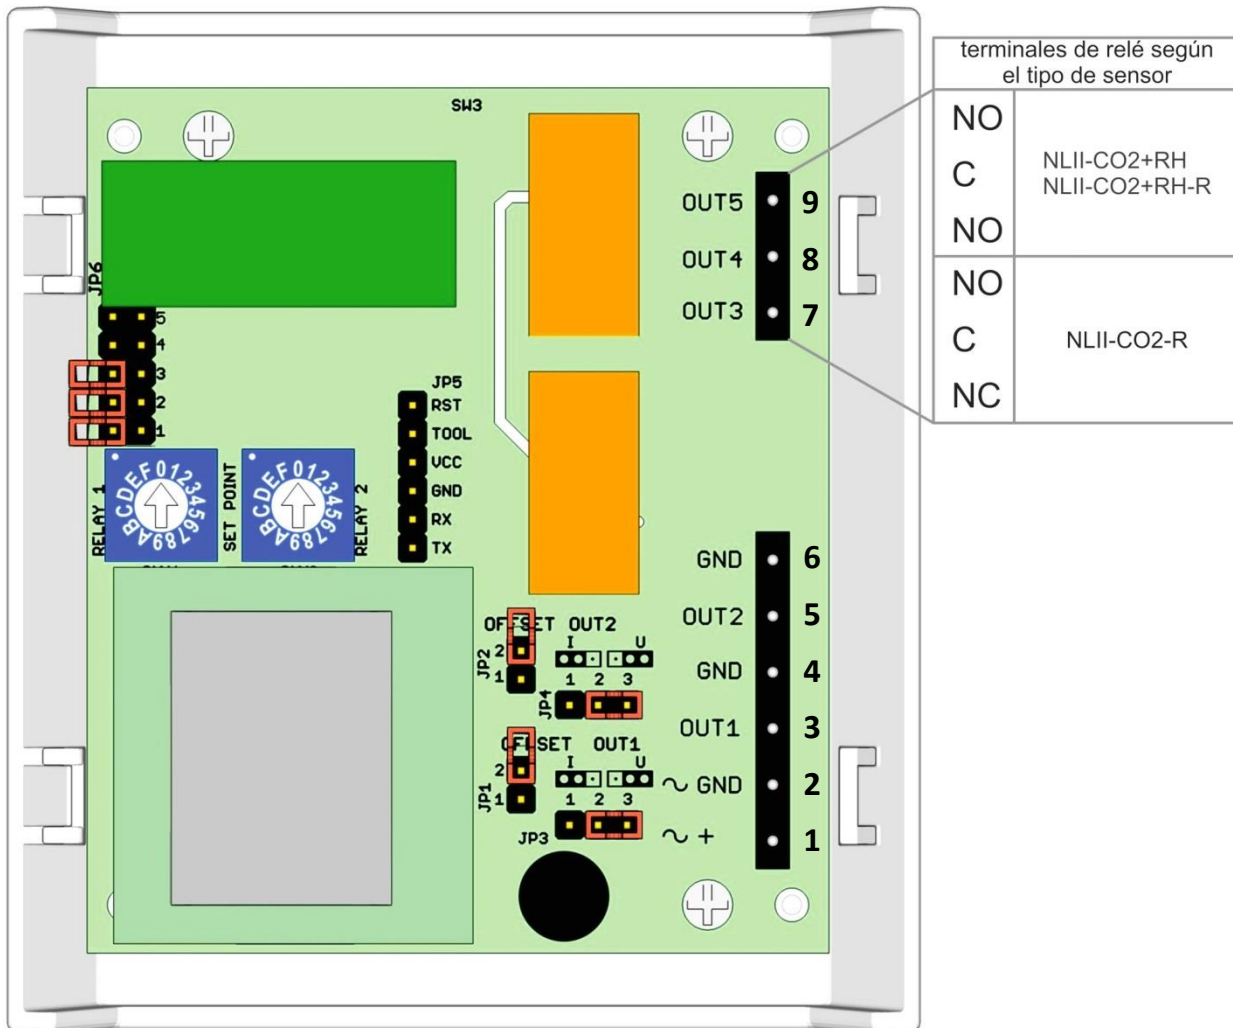 terminales de relé según
el tipo de sensor
NO
C
NO
NLII-CO2+RH
NLII-CO2+RH-R
NO
C
NC
NLII-CO2-R
SW3
OUT5 9
OUT4 8
OUT3 7
JP6
5
4
3
2
1
JP5
RST
TOOL
VCC
GND
RX
TX
RELAY 1
0123456789ABCDEF
SET POINT
0123456789ABCDEF
RELAY 2
GND 6
OUT2 5
GND 4
OUT1 3
~ GND 2
~ + 1
OFFSET OUT2
I U
JP2
2
1
1 2 3
JP4
OFFSET OUT1
I U
JP1
2
1
1 2 3
JP3